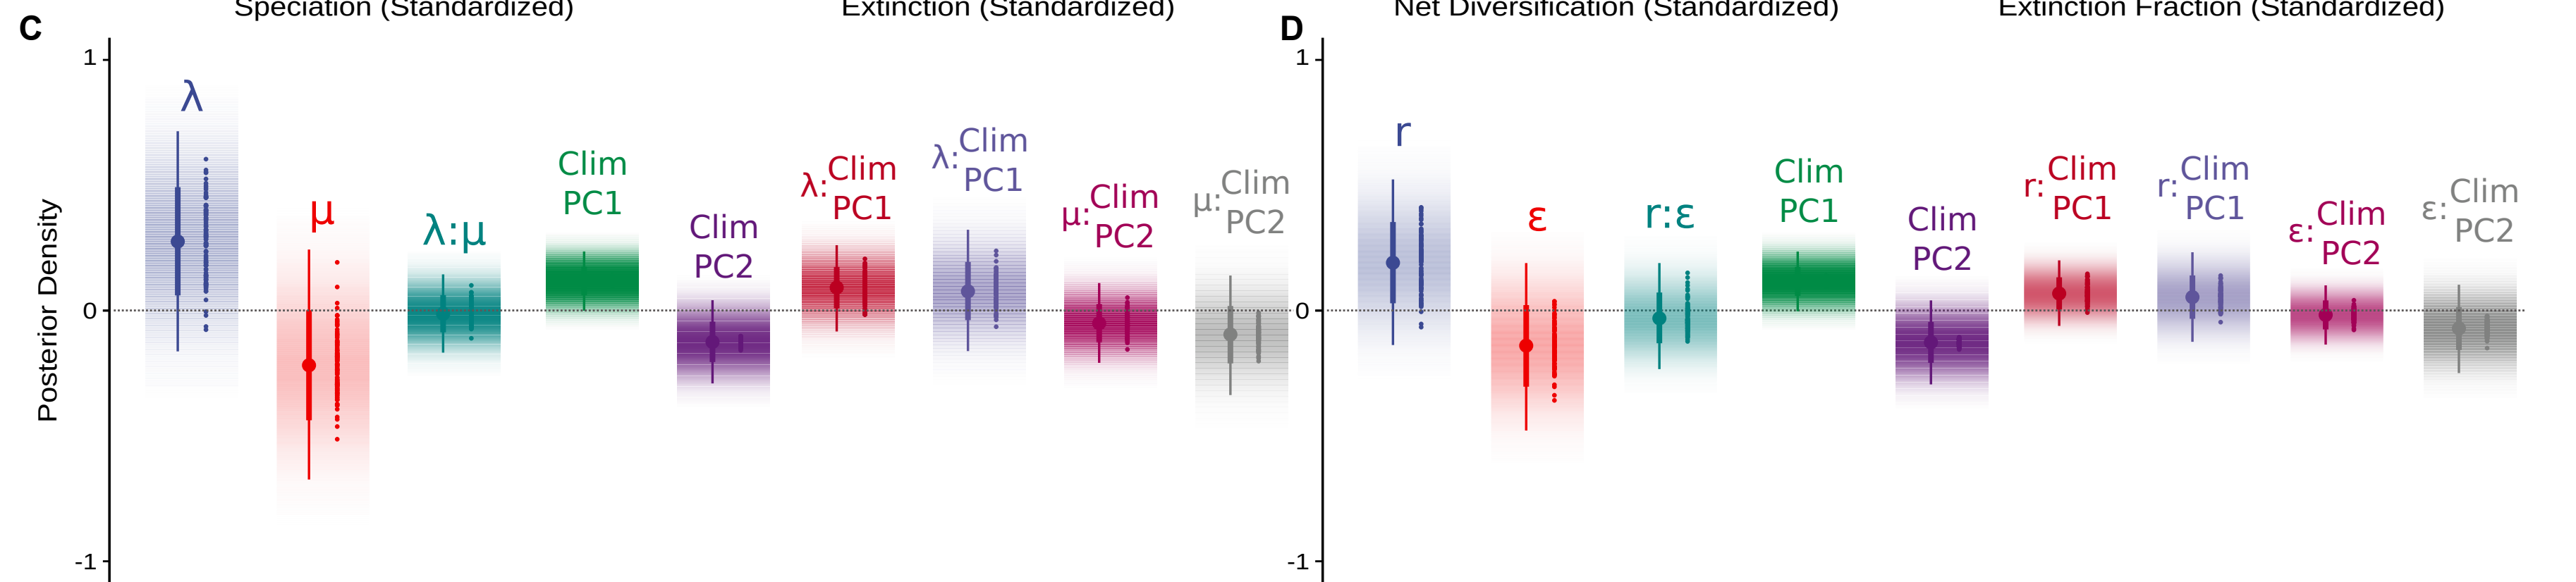 Speciation (Standardized)
Extinction (Standardized)
Net Diversification (Standardized)
Extinction Fraction (Standardized)
C
Posterior Density
1
0
-1
λ
μ
λ:μ
Clim
PC1
Clim
PC2
λ:Clim
PC1
λ:Clim
PC1
μ:Clim
PC2
μ:Clim
PC2
D
1
0
-1
r
ε
r:ε
Clim
PC1
Clim
PC2
r:Clim
PC1
r:Clim
PC1
ε:Clim
PC2
ε:Clim
PC2